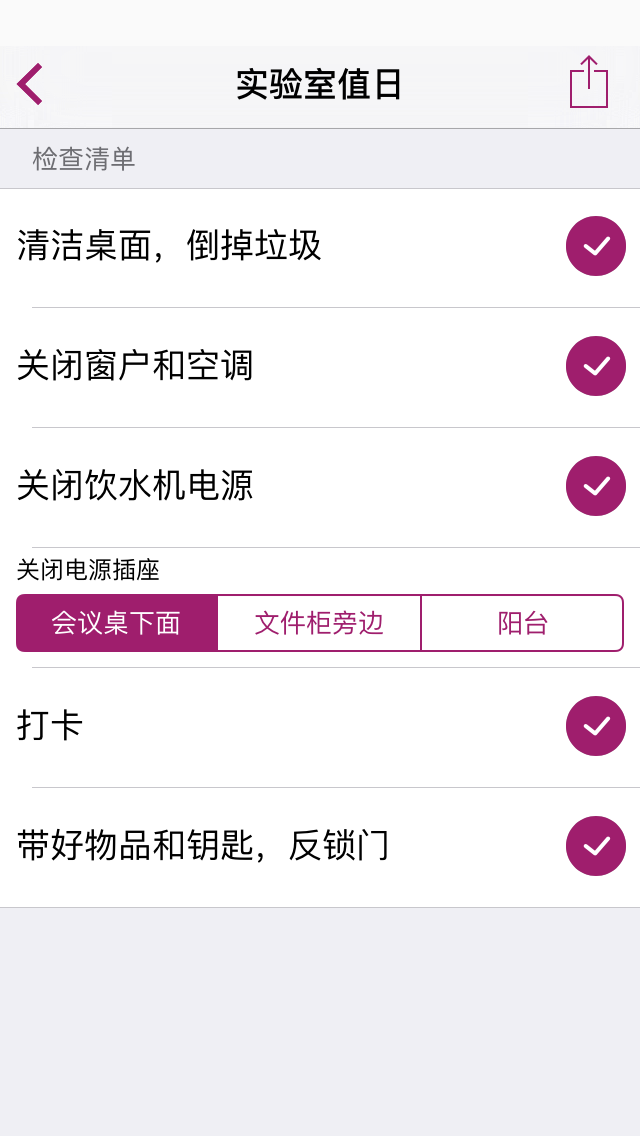 实验室值日
检查清单
清洁桌面，倒掉垃圾
关闭窗户和空调
关闭饮水机电源
关闭电源插座
会议桌下面 文件柜旁边 阳台
打卡
带好物品和钥匙，反锁门